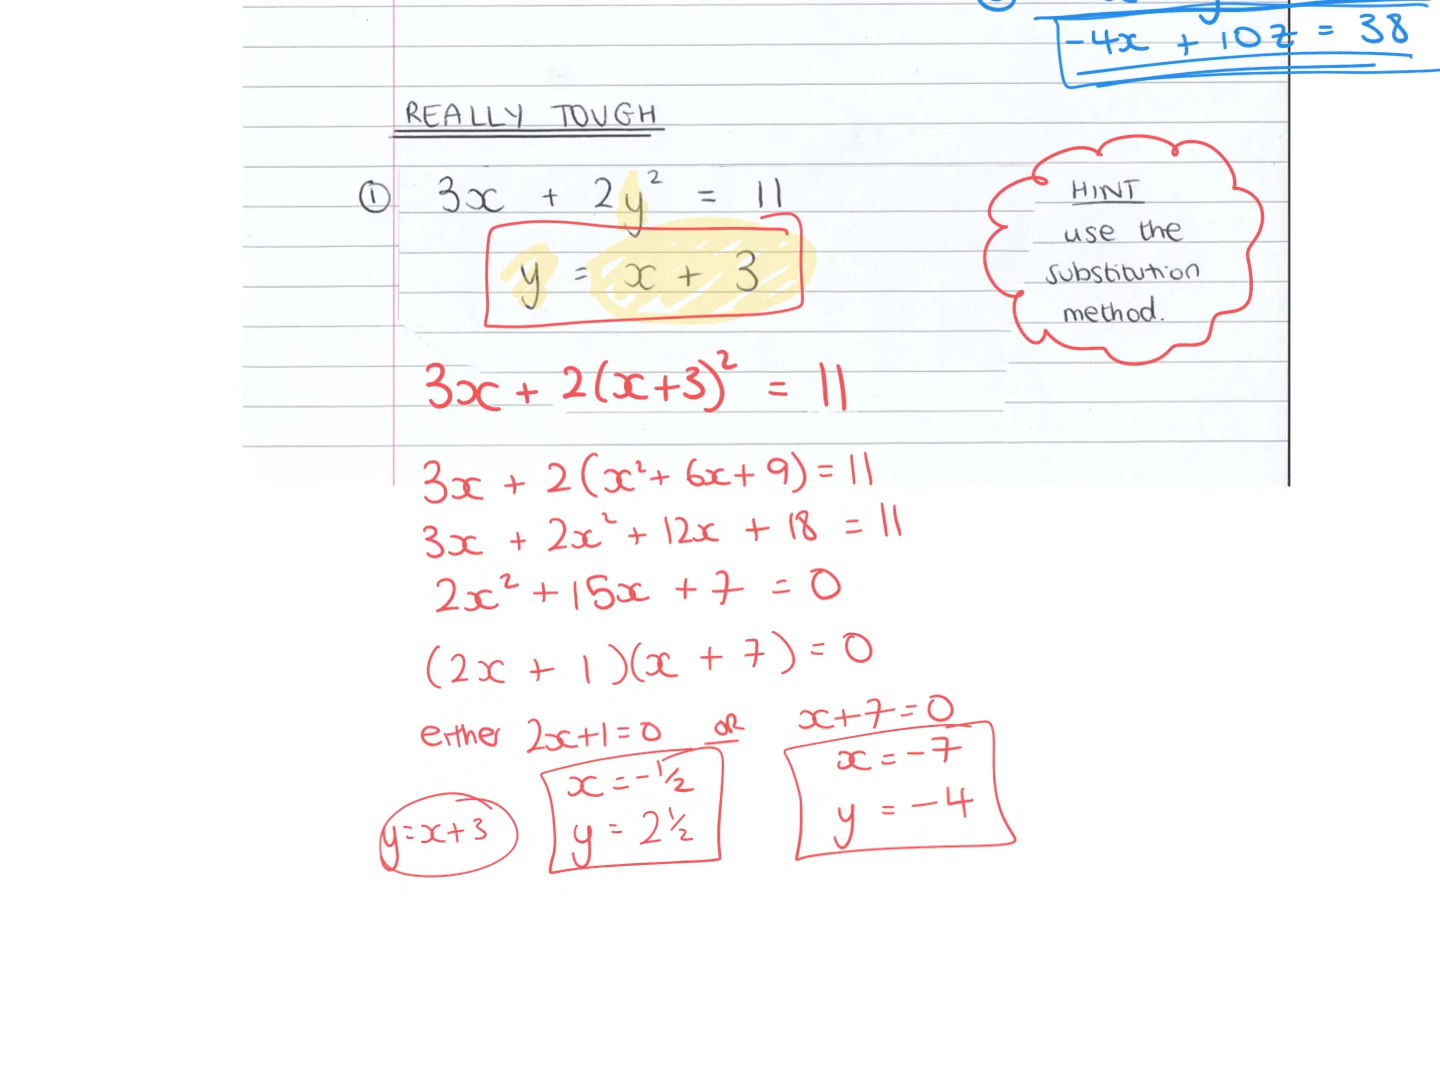 -4x + 10z = 38
REALLY TOUGH
① 3x + 2y² = 11
y = x + 3
HINT
use the
substitution
method.
3x + 2(x+3)² = 11
3x + 2(x² + 6x + 9) = 11
3x + 2x² + 12x + 18 = 11
2x² + 15x + 7 = 0
(2x + 1)(x + 7) = 0
either 2x+1=0 OR x+7=0
x = -1/2
y = 2 1/2
x = -7
y = -4
y=x+3